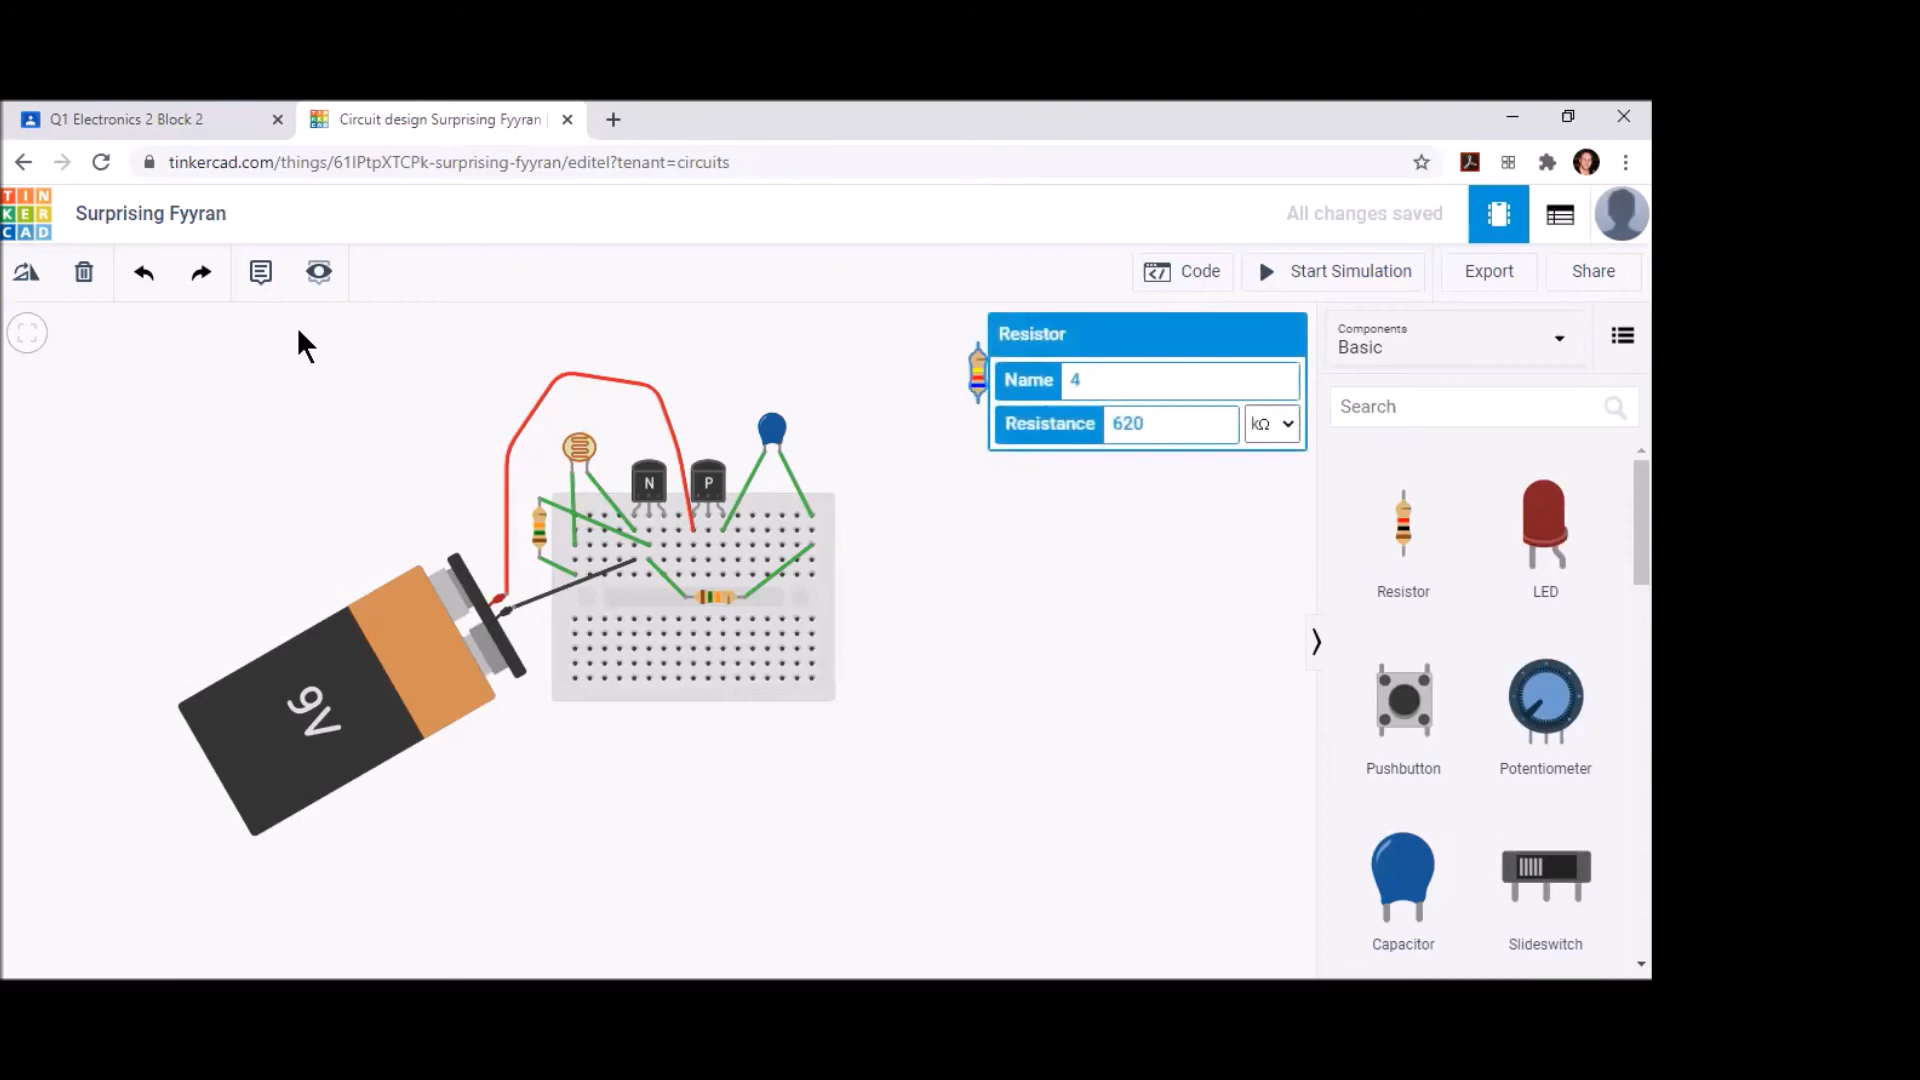 Q1 Electronics 2 Block 2
Circuit design Surprising Fyyran
tinkercad.com/things/61IPtpXTCPk-surprising-fyyran/editel?tenant=circuits
TIN
KER
CAD
Surprising Fyyran
All changes saved
Code
Start Simulation
Export
Share
Resistor
Name 4
Resistance 620 kΩ
Components
Basic
Search
N
P
9V
Resistor
LED
Pushbutton
Potentiometer
Capacitor
Slideswitch